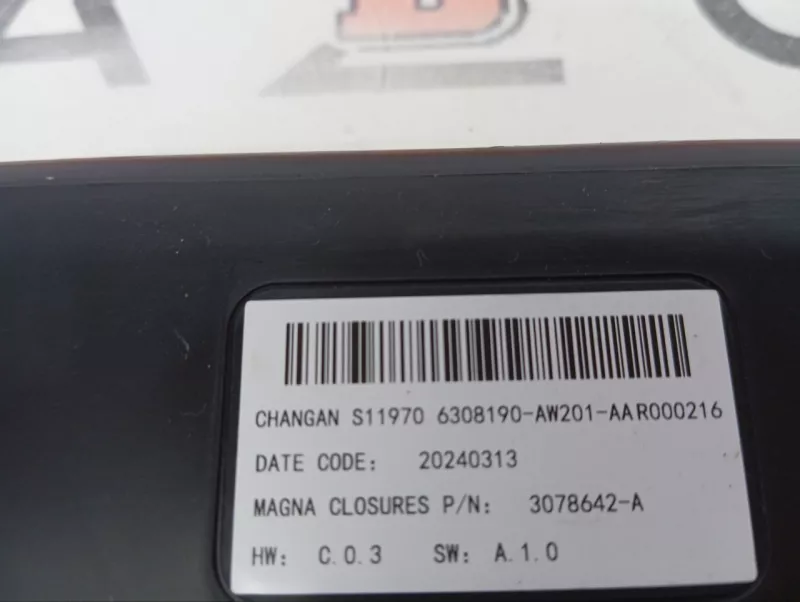 CHANGAN S11970 6308190-AW201-AAR000216
DATE CODE: 20240313
MAGNA CLOSURES P/N: 3078642-A
HW: C.0.3 SW: A.1.0